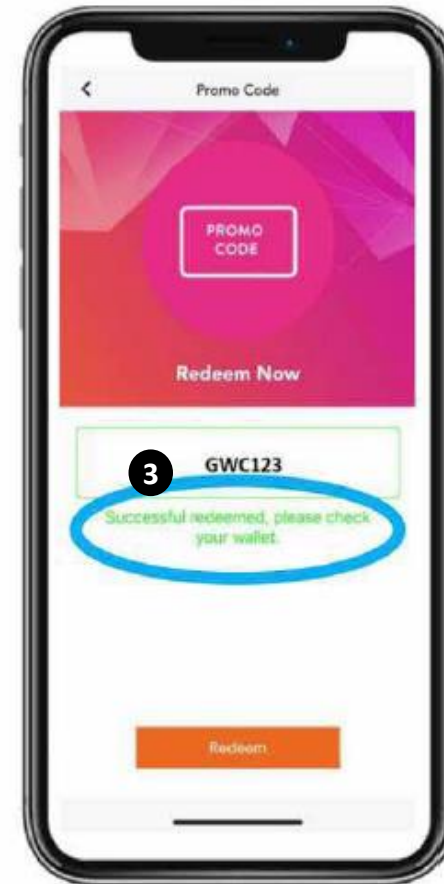 Promo Code
PROMO
CODE
Redeem Now
3
GWC123
Successful redeemed, please check
your wallet.
Redeem